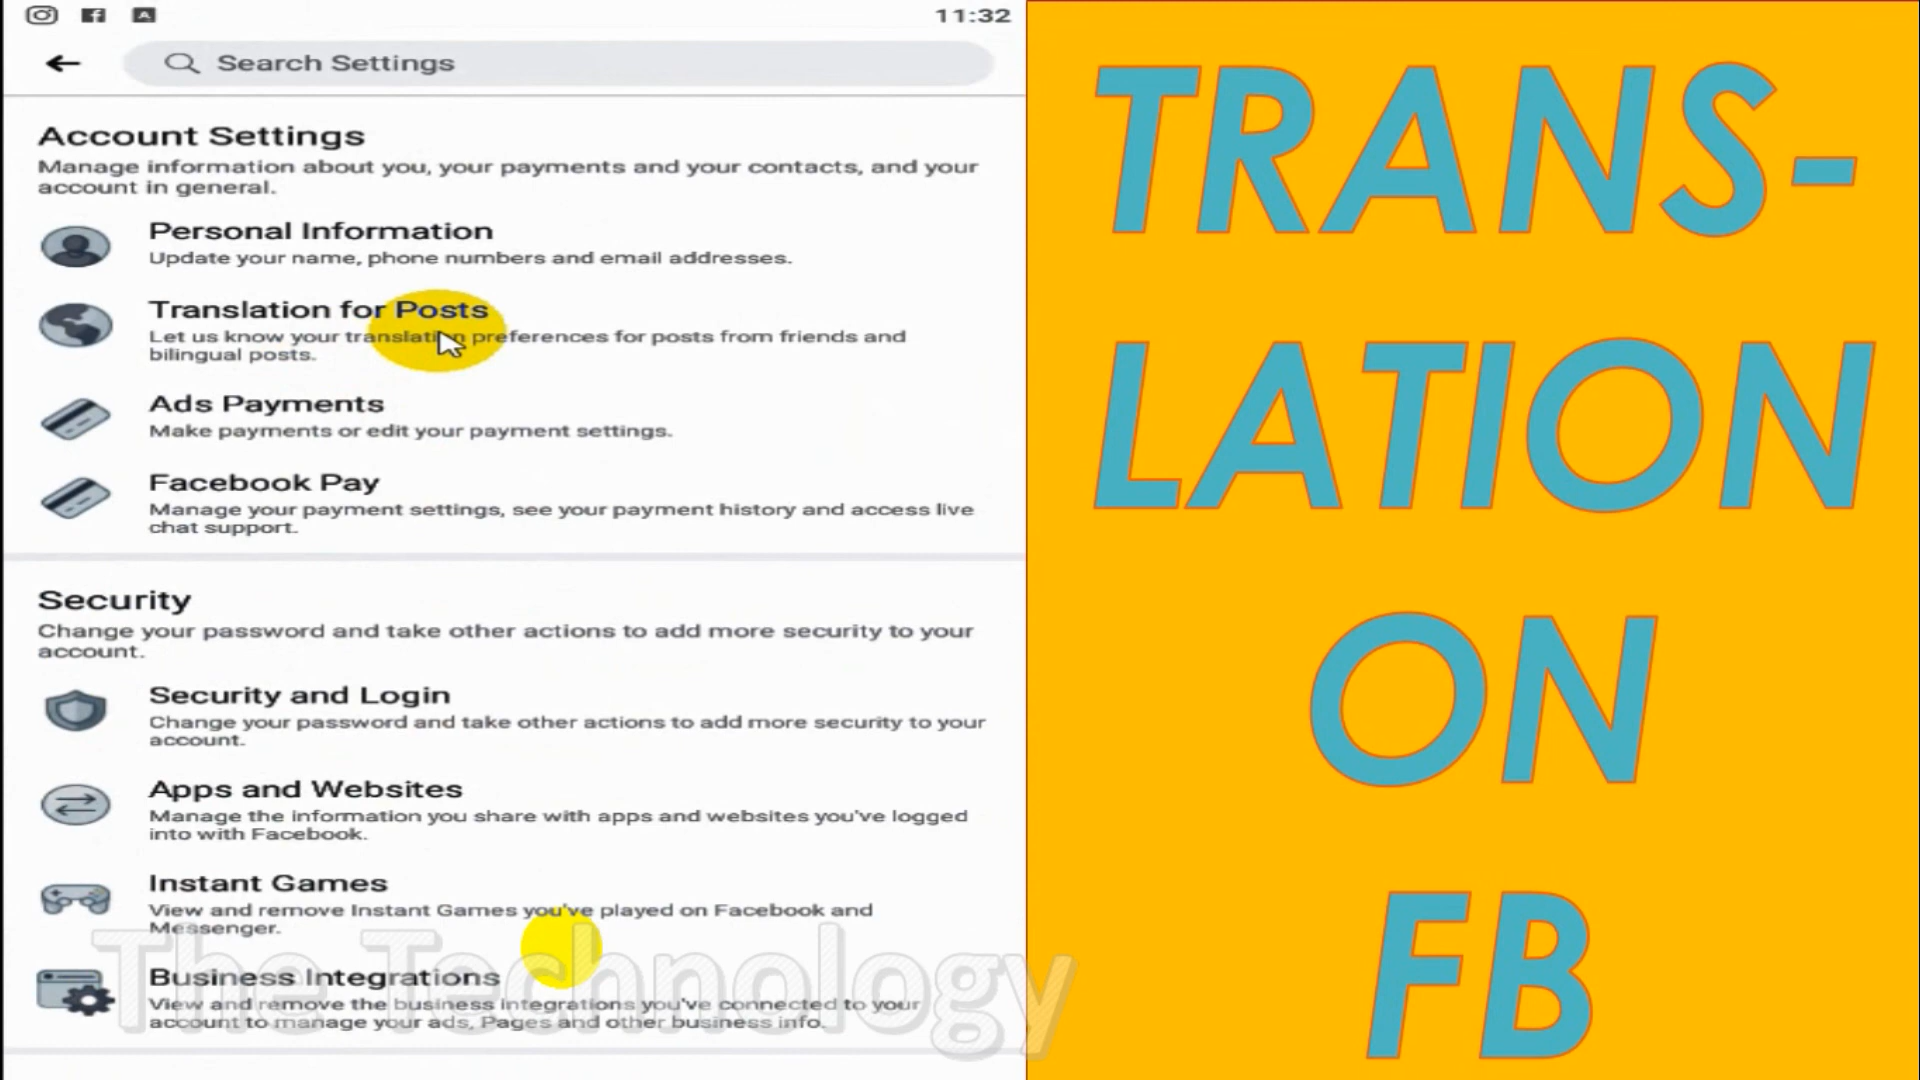 11:32
Search Settings
Account Settings
Manage information about you, your payments and your contacts, and your
account in general.
Personal Information
Update your name, phone numbers and email addresses.
Translation for Posts
Let us know your translation preferences for posts from friends and
bilingual posts.
Ads Payments
Make payments or edit your payment settings.
Facebook Pay
Manage your payment settings, see your payment history and access live
chat support.
Security
Change your password and take other actions to add more security to your
account.
Security and Login
Change your password and take other actions to add more security to your
account.
Apps and Websites
Manage the information you share with apps and websites you've logged
into with Facebook.
Instant Games
View and remove Instant Games you've played on Facebook and
Messenger.
Business Integrations
View and remove the business integrations you've connected to your
account to manage your ads, Pages and other business info.
The Technology
TRANS-
LATION
ON
FB